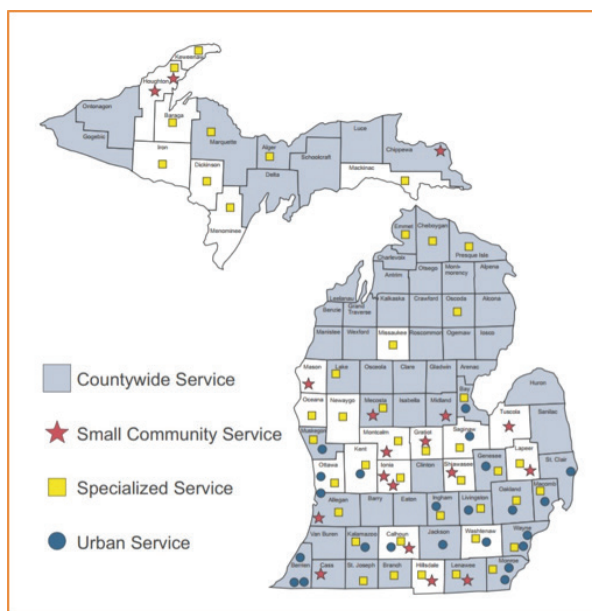 Keweenaw
Houghton
Ontonagon
Baraga
Gogebic
Marquette
Alger
Luce
Chippewa
Iron
Schoolcraft
Dickinson
Delta
Mackinac
Menominee
Emmet
Cheboygan
Presque Isle
Charlevoix
Antrim
Otsego
Mont-
morency
Alpena
Leelanau
Benzie
Grand
Traverse
Kalkaska
Crawford
Oscoda
Alcona
Manistee
Wexford
Missaukee
Roscommon
Ogemaw
Iosco
Mason
Lake
Osceola
Clare
Gladwin
Arenac
Huron
Oceana
Newaygo
Mecosta
Isabella
Midland
Bay
Tuscola
Sanilac
Muskegon
Montcalm
Gratiot
Saginaw
Lapeer
St. Clair
Ottawa
Kent
Ionia
Clinton
Shiawassee
Genesee
Oakland
Macomb
Allegan
Barry
Eaton
Ingham
Livingston
Van Buren
Kalamazoo
Calhoun
Jackson
Washtenaw
Wayne
Berrien
Cass
St. Joseph
Branch
Hillsdale
Lenawee
Monroe
Countywide Service
Small Community Service
Specialized Service
Urban Service